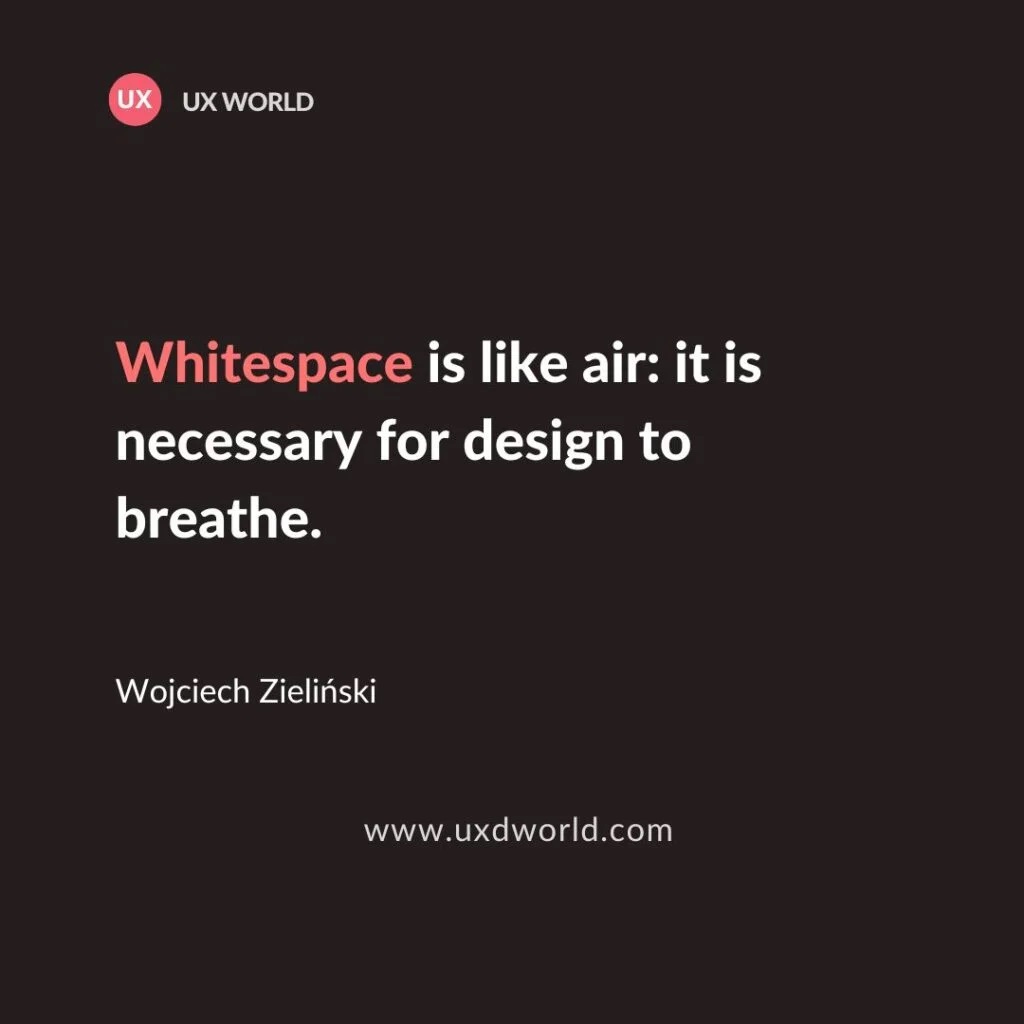 UX UX WORLD
Whitespace is like air: it is
necessary for design to
breathe.
Wojciech Zieliński
www.uxdworld.com